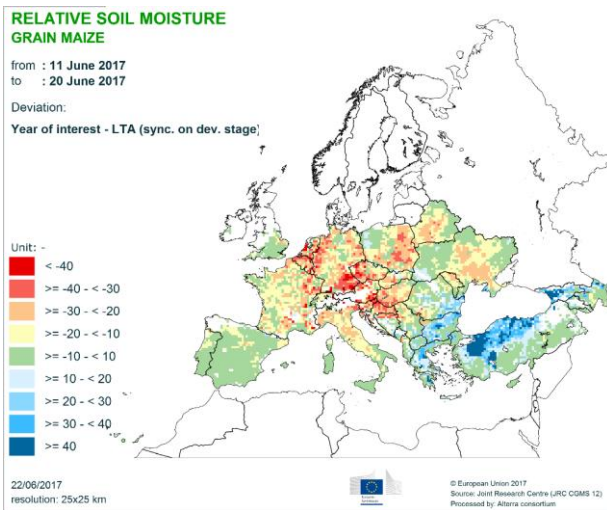 RELATIVE SOIL MOISTURE
GRAIN MAIZE
from : 11 June 2017
to : 20 June 2017
Deviation:
Year of interest - LTA (sync. on dev. stage)
Unit: -
< -40
>= -40 - < -30
>= -30 - < -20
>= -20 - < -10
>= -10 - < 10
>= 10 - < 20
>= 20 - < 30
>= 30 - < 40
>= 40
22/06/2017
resolution: 25x25 km
© European Union 2017
Source: Joint Research Centre (JRC CGMS 12)
Processed by: Alterra consortium